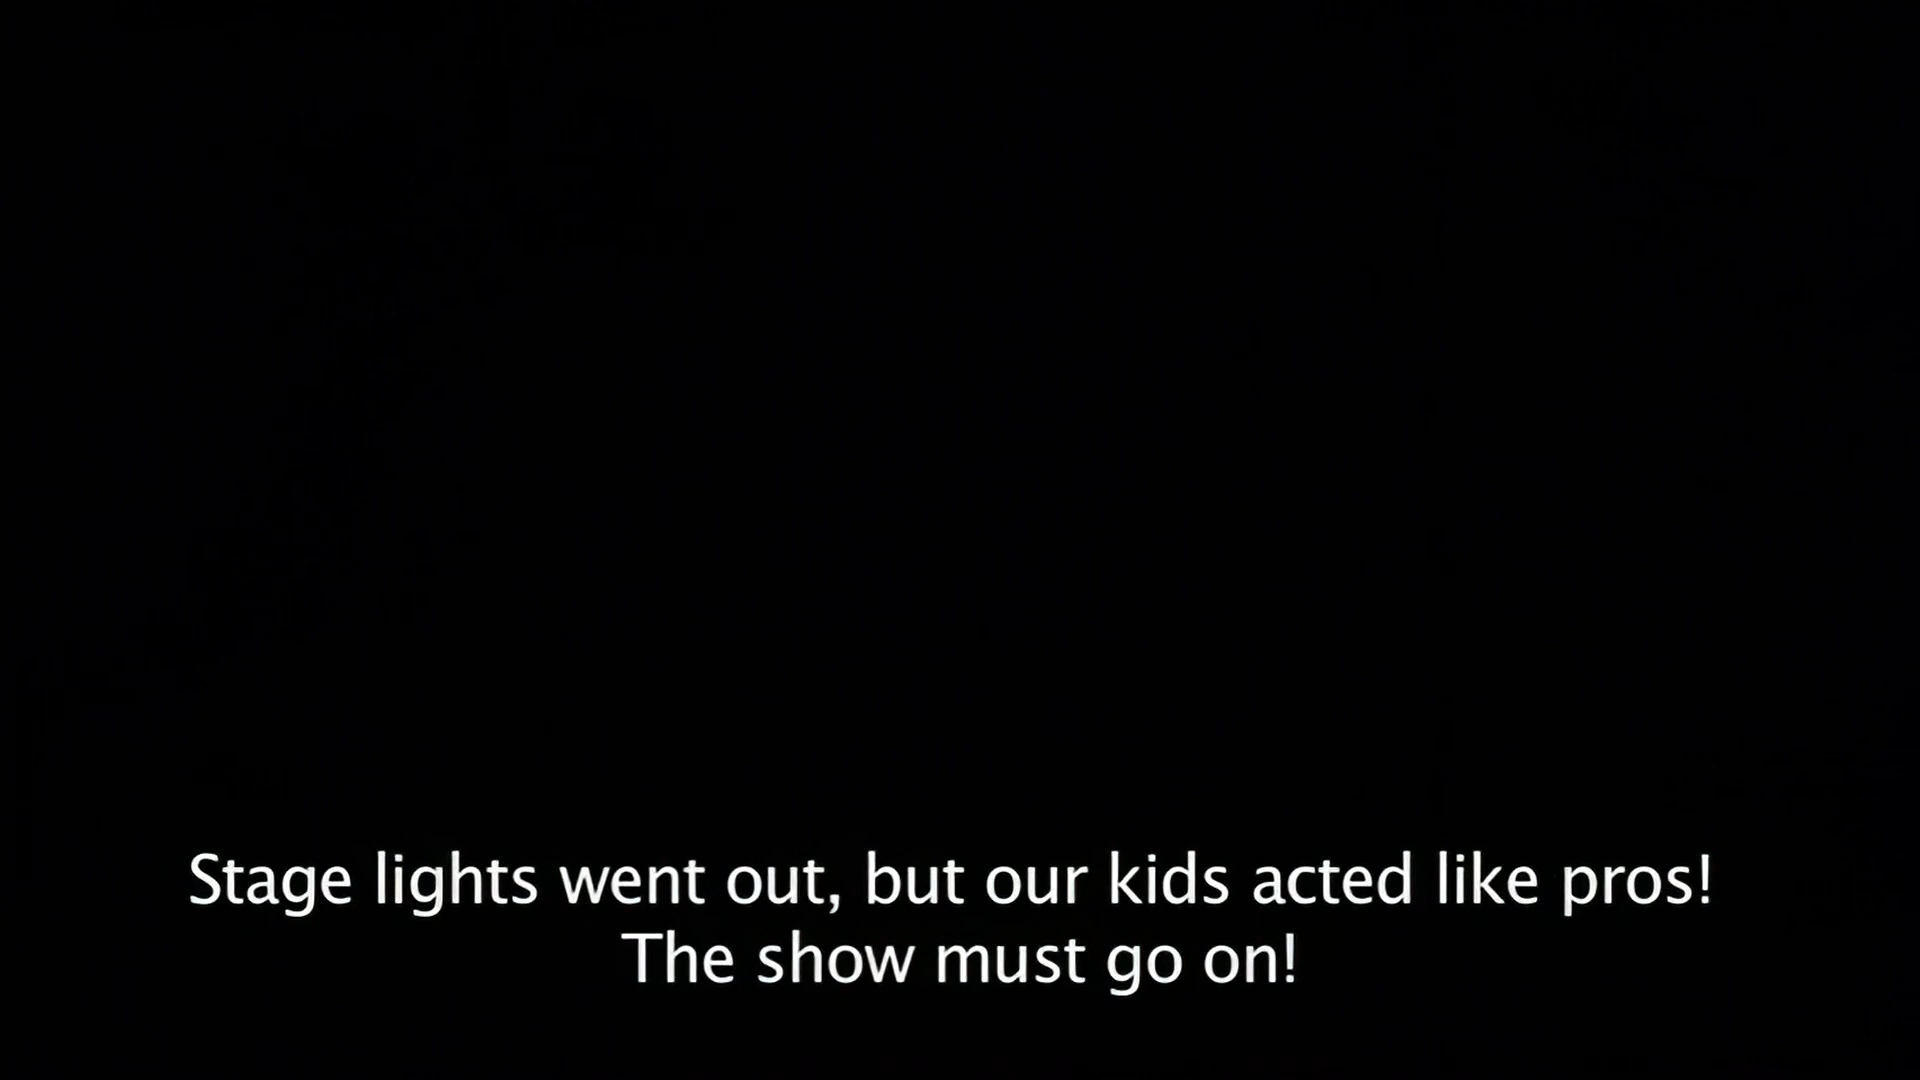 Stage lights went out, but our kids acted like pros!
The show must go on!